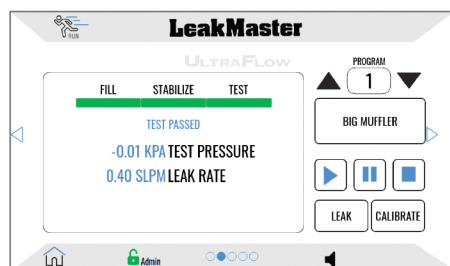 RUN
LeakMaster
ULTRAFLOW
PROGRAM
1
FILL STABILIZE TEST
TEST PASSED
-0.01 KPA TEST PRESSURE
0.40 SLPM LEAK RATE
BIG MUFFLER
LEAK CALIBRATE
Admin